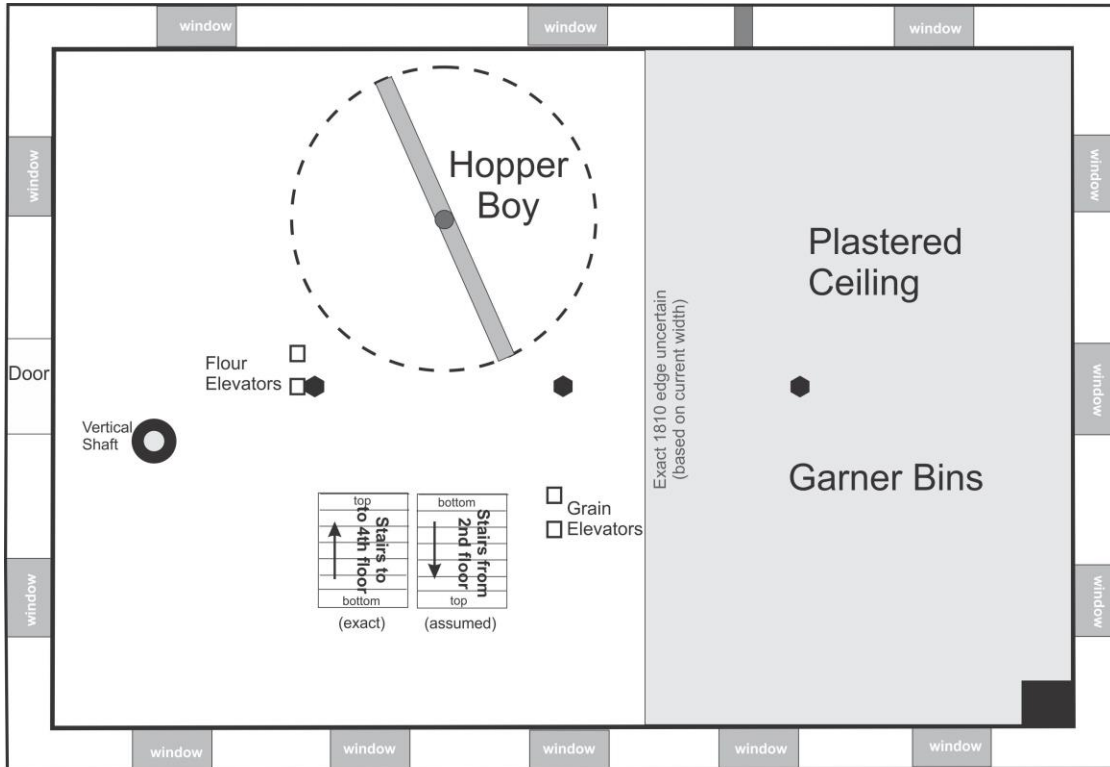 window
window
window
window
window
Hopper
Boy
Plastered
Ceiling
Exact 1810 edge uncertain
(based on current width)
Flour
Elevators
Door
window
Vertical
Shaft
Garner Bins
top
Stairs to
to 4th floor
bottom
(exact)
bottom
Stairs from
2nd floor
top
(assumed)
Grain
Elevators
window
window
window
window
window
window
window